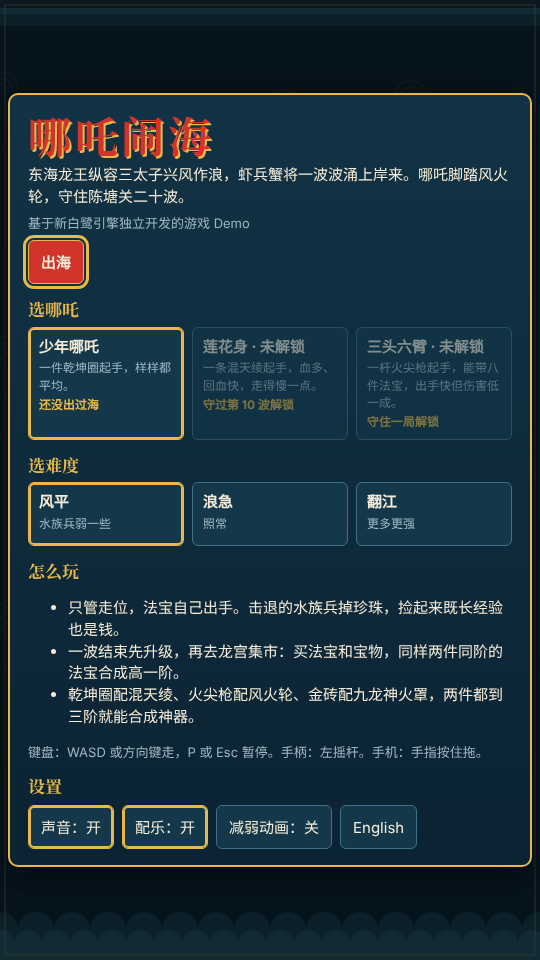 哪吒闹海
东海龙王纵容三太子兴风作浪，虾兵蟹将一波波涌上岸来。哪吒脚踏风火
轮，守住陈塘关二十波。
基于新白鹭引擎独立开发的游戏 Demo
出海
选哪吒
少年哪吒
一件乾坤圈起手，样样都
平均。
还没出过海
莲花身 · 未解锁
一条混天绫起手，血多、
回血快，走得慢一点。
守过第 10 波解锁
三头六臂 · 未解锁
一杆火尖枪起手，能带八
件法宝，出手快但伤害低
一成。
守住一局解锁
选难度
风平
水族兵弱一些
浪急
照常
翻江
更多更强
怎么玩
只管走位，法宝自己出手。击退的水族兵掉珍珠，捡起来既长经验
也是钱。
一波结束先升级，再去龙宫集市：买法宝和宝物，同样两件同阶的
法宝合成高一阶。
乾坤圈配混天绫、火尖枪配风火轮、金砖配九龙神火罩，两件都到
三阶就能合成神器。
键盘：WASD 或方向键走，P 或 Esc 暂停。手柄：左摇杆。手机：手指按住拖。
设置
声音：开
配乐：开
减弱动画：关
English